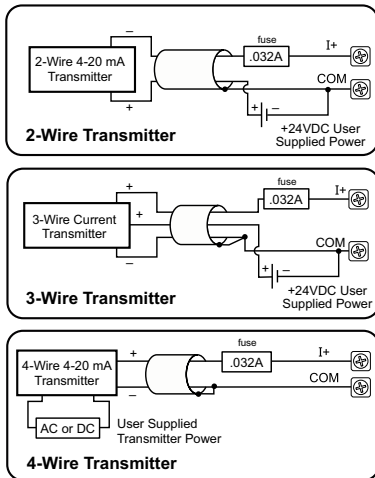 –
fuse
2-Wire 4-20 mA
Transmitter
.032A
I+
COM
+
+ –
+24VDC User
Supplied Power
2-Wire Transmitter
fuse
+
.032A
I+
3-Wire Current
Transmitter
+
COM
–
+ –
+24VDC User
Supplied Power
3-Wire Transmitter
fuse
4-Wire 4-20 mA
Transmitter
+
.032A
I+
–
COM
AC or DC
User Supplied
Transmitter Power
4-Wire Transmitter